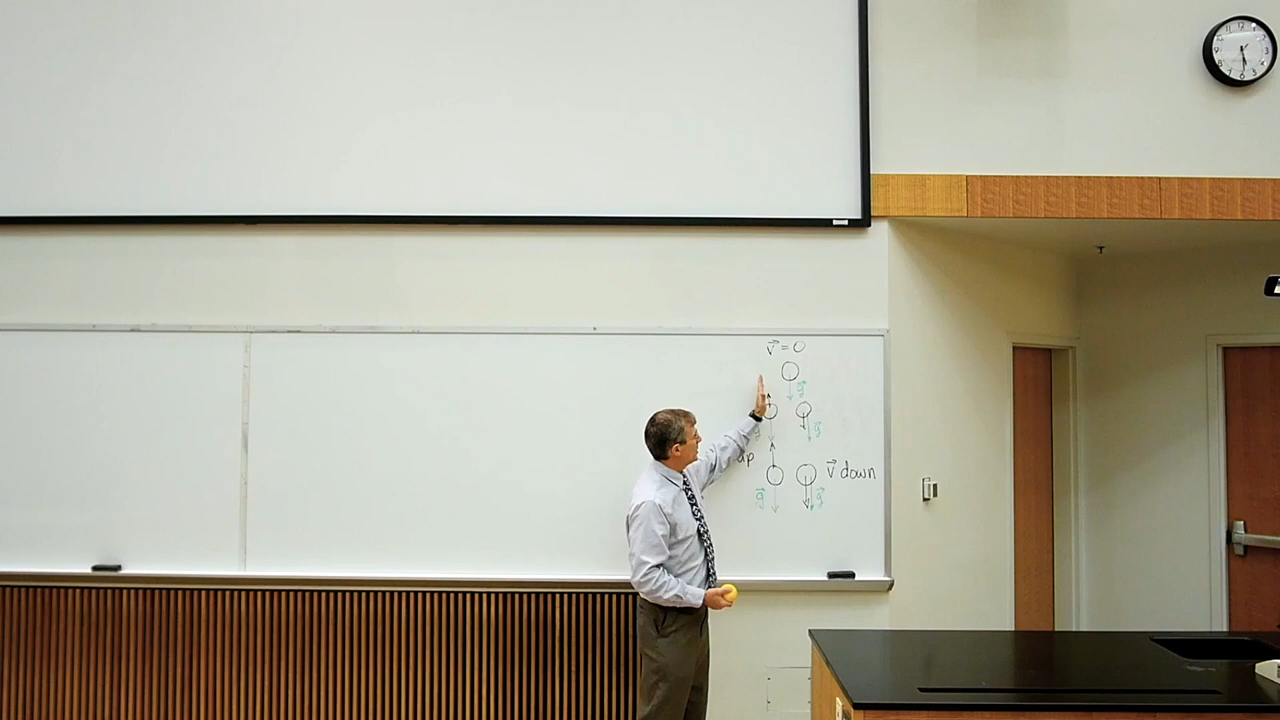 v⃗ = 0
g⃗
g⃗
up
v⃗ down
g⃗
g⃗